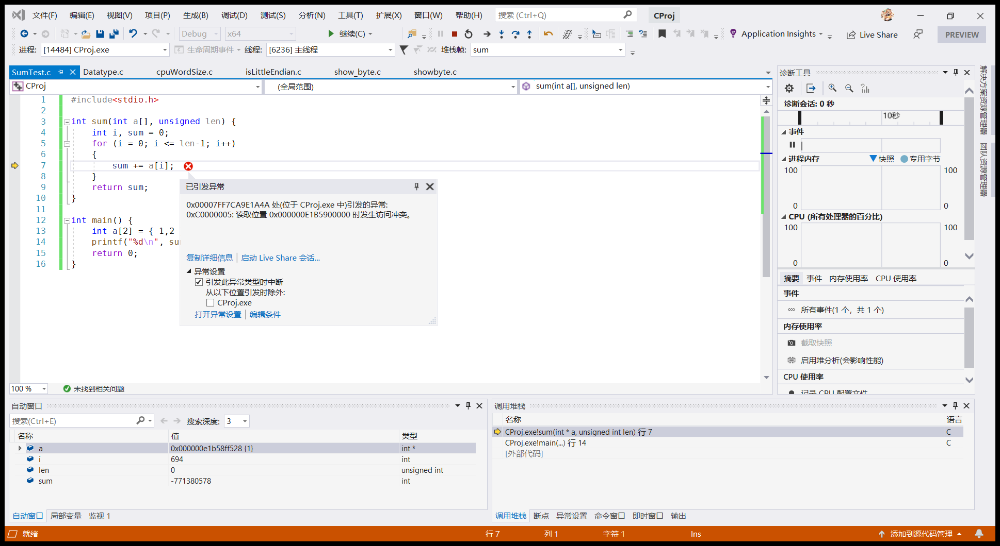 文件(F) 编辑(E) 视图(V) 项目(P) 生成(B) 调试(D) 测试(S) 分析(N) 工具(T) 扩展(X) 窗口(W) 帮助(H) 搜索 (Ctrl+Q) CProj
Debug x64 继续(C) Application Insights Live Share PREVIEW
进程: [14484] CProj.exe 生命周期事件 线程: [6236] 主线程 堆栈帧: sum
SumTest.c Datatype.c cpuWordSize.c isLittleEndian.c show_byte.c showbyte.c
CProj (全局范围) sum(int a[], unsigned len)
1 #include<stdio.h>
2
3 int sum(int a[], unsigned len) {
4 int i, sum = 0;
5 for (i = 0; i <= len-1; i++)
6 {
7 sum += a[i];
8 }
9 return sum;
10 }
11
12 int main() {
13 int a[2] = { 1,2
14 printf("%d\n", su
15 return 0;
16 }
已引发异常
0x00007FF7CA9E1A4A 处(位于 CProj.exe 中)引发的异常:
0xC0000005: 读取位置 0x000000E1B5900000 时发生访问冲突。
复制详细信息 启动 Live Share 会话...
异常设置
引发此异常类型时中断
从以下位置引发时除外:
CProj.exe
打开异常设置 编辑条件
100 % 未找到相关问题
诊断工具
诊断会话: 0 秒
10秒
事件
进程内存 快照 专用字节
100 100
0 0
CPU (所有处理器的百分比)
100 100
0 0
摘要 事件 内存使用率 CPU 使用率
事件
所有事件(1 个，共 1 个)
内存使用率
截取快照
启用堆分析(会影响性能)
CPU 使用率
记录 CPU 配置文件
解决方案资源管理器
团队资源管理器
自动窗口
搜索(Ctrl+E) 搜索深度: 3
名称 值 类型
a 0x000000e1b58ff528 {1} int *
i 694 int
len 0 unsigned int
sum -771380578 int
自动窗口 局部变量 监视 1
调用堆栈
名称 语言
CProj.exe!sum(int * a, unsigned int len) 行 7 C
CProj.exe!main(...) 行 14 C
[外部代码]
调用堆栈 断点 异常设置 命令窗口 即时窗口 输出
就绪 行 7 列 1 字符 1 Ins 添加到源代码管理